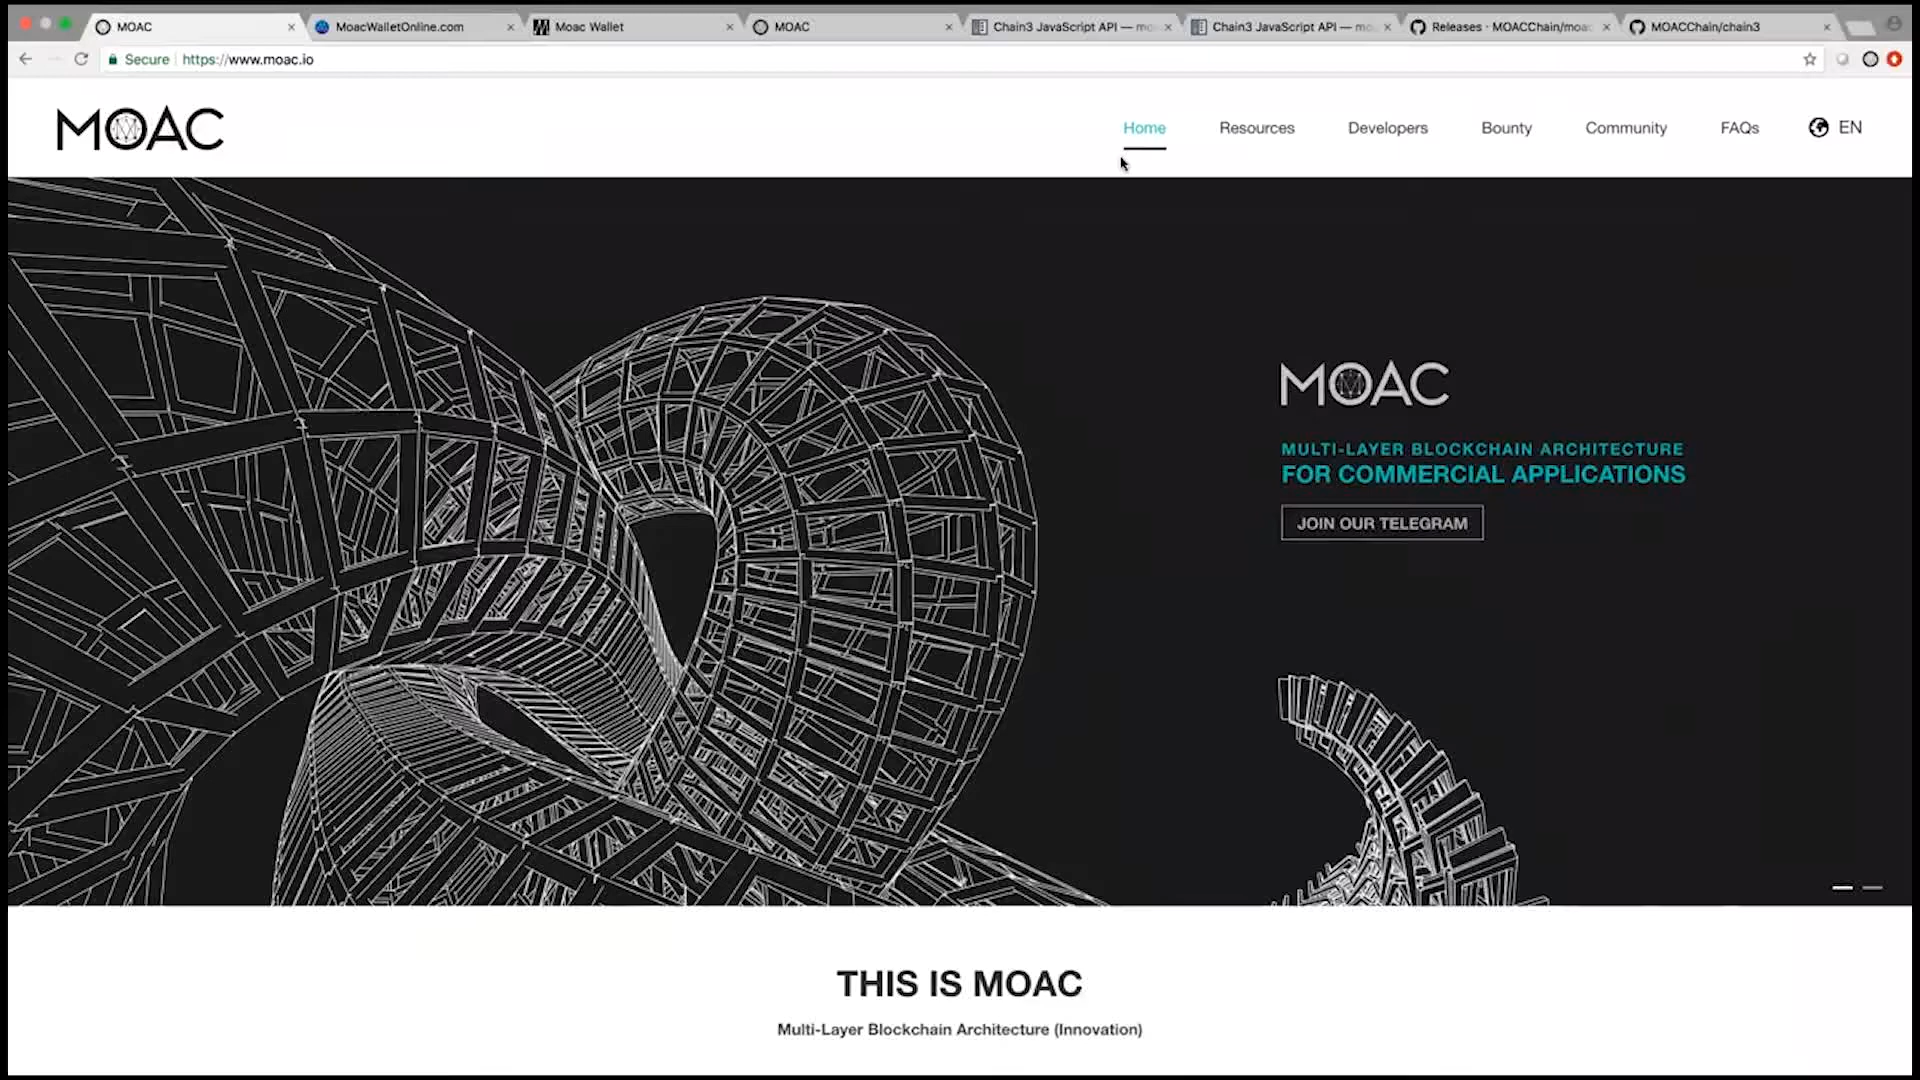 MOAC
MoacWalletOnline.com
Moac Wallet
MOAC
Chain3 JavaScript API — mo
Chain3 JavaScript API — mo
Releases · MOACChain/moac
MOACChain/chain3
Secure https://www.moac.io
MOAC
Home
Resources
Developers
Bounty
Community
FAQs
EN
MOAC
MULTI-LAYER BLOCKCHAIN ARCHITECTURE
FOR COMMERCIAL APPLICATIONS
JOIN OUR TELEGRAM
THIS IS MOAC
Multi-Layer Blockchain Architecture (Innovation)